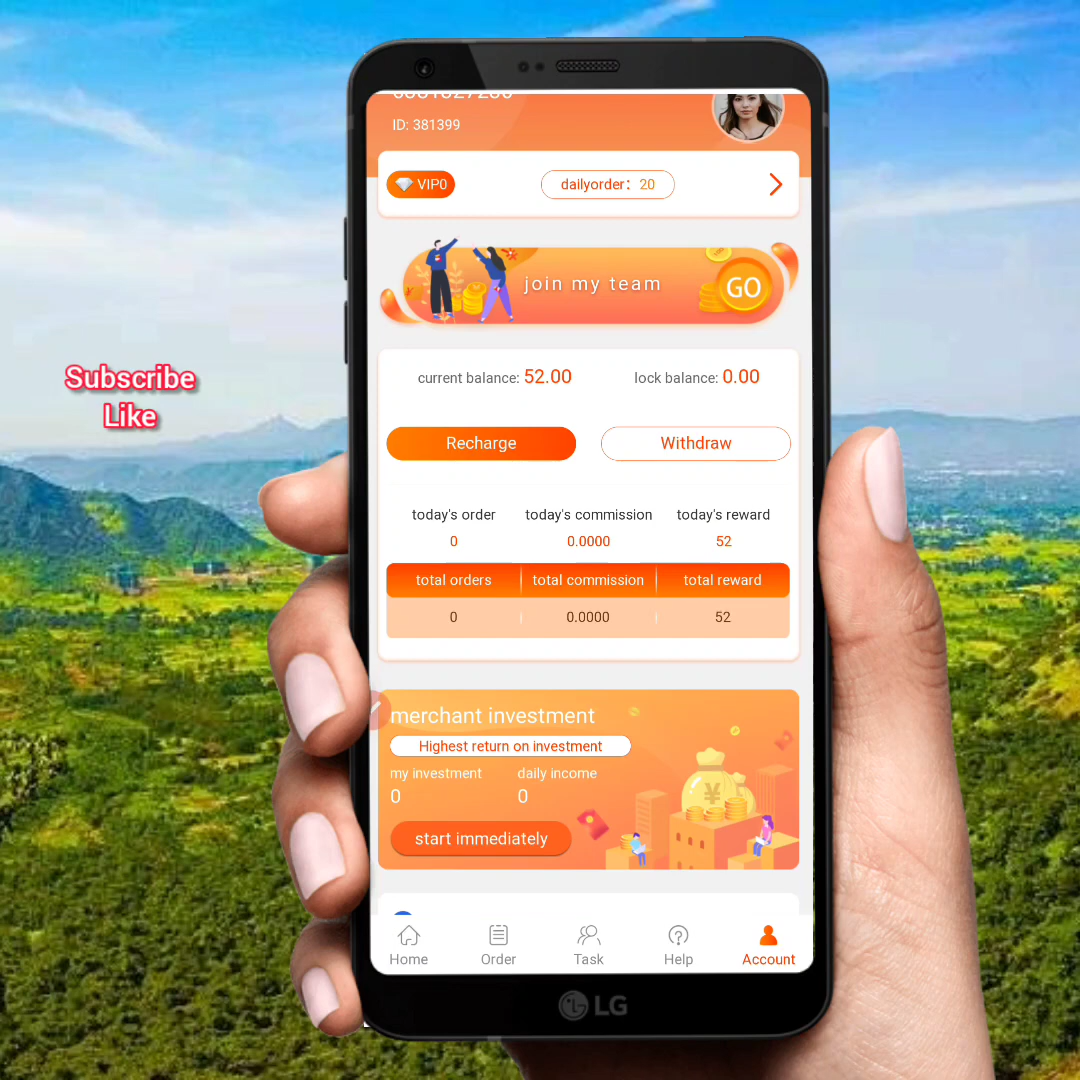 ID: 381399
VIP0
dailyorder: 20
join my team
GO
current balance: 52.00
lock balance: 0.00
Subscribe
Like
Recharge
Withdraw
today's order
today's commission
today's reward
0
0.0000
52
total orders
total commission
total reward
0
0.0000
52
merchant investment
Highest return on investment
my investment
daily income
0
0
¥
start immediately
Home
Order
Task
Help
Account
LG